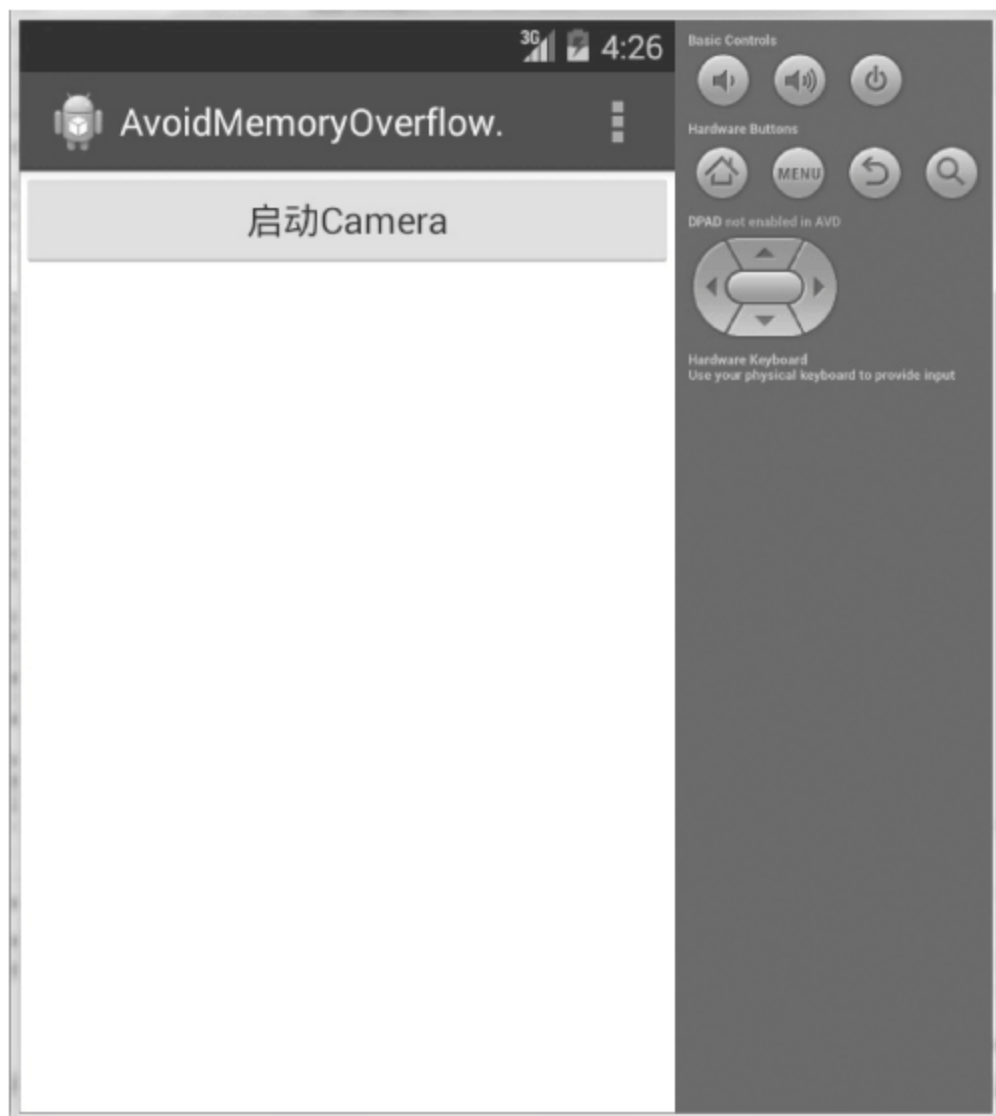 3G 4:26
AvoidMemoryOverflow.
启动Camera
Basic Controls
Hardware Buttons
MENU
DPAD not enabled in AVD
Hardware Keyboard
Use your physical keyboard to provide input